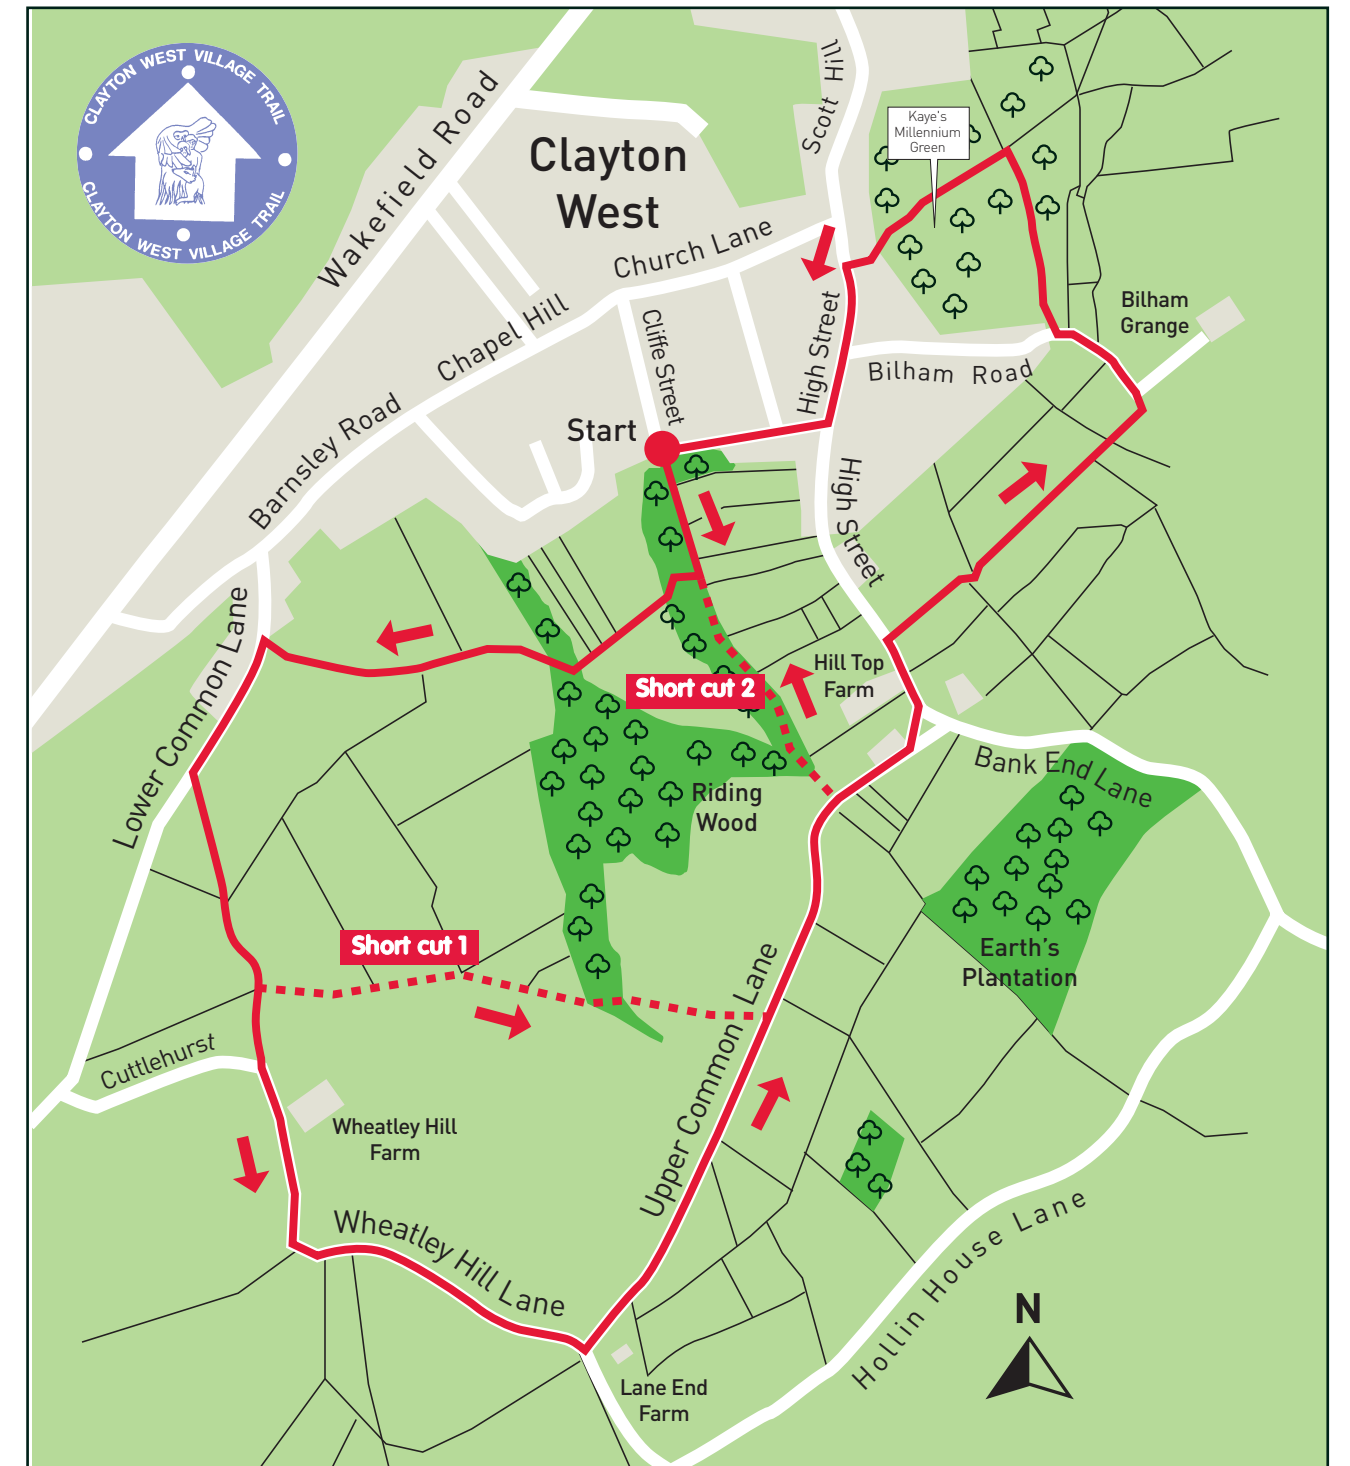 CLAYTON WEST VILLAGE TRAIL
CLAYTON WEST VILLAGE TRAIL
Wakefield Road
Clayton
West
Scott Hill
Kaye's
Millennium
Green
Church Lane
Chapel Hill
Cliffe Street
High Street
Bilham
Grange
Bilham Road
Barnsley Road
Start
High Street
Lower Common Lane
Short cut 2
Hill Top
Farm
Bank End Lane
Riding
Wood
Earth's
Plantation
Short cut 1
Upper Common Lane
Cuttlehurst
Wheatley Hill
Farm
Wheatley Hill Lane
Hollin House Lane
N
Lane End
Farm